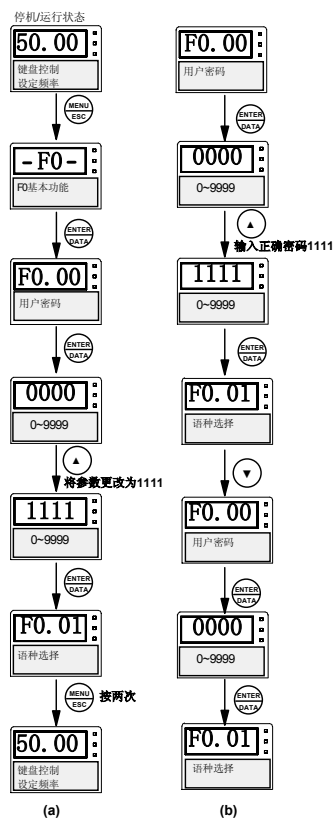 停机/运行状态
50.00
键盘控制
设定频率
MENU
ESC
-F0-
F0基本功能
ENTER
DATA
F0.00
用户密码
ENTER
DATA
0000
0~9999
▲
将参数更改为1111
1111
0~9999
ENTER
DATA
F0.01
语种选择
MENU
ESC
按两次
50.00
键盘控制
设定频率
(a)
F0.00
用户密码
ENTER
DATA
0000
0~9999
▲
输入正确密码1111
1111
0~9999
ENTER
DATA
F0.01
语种选择
▼
F0.00
用户密码
ENTER
DATA
0000
0~9999
ENTER
DATA
F0.01
语种选择
(b)